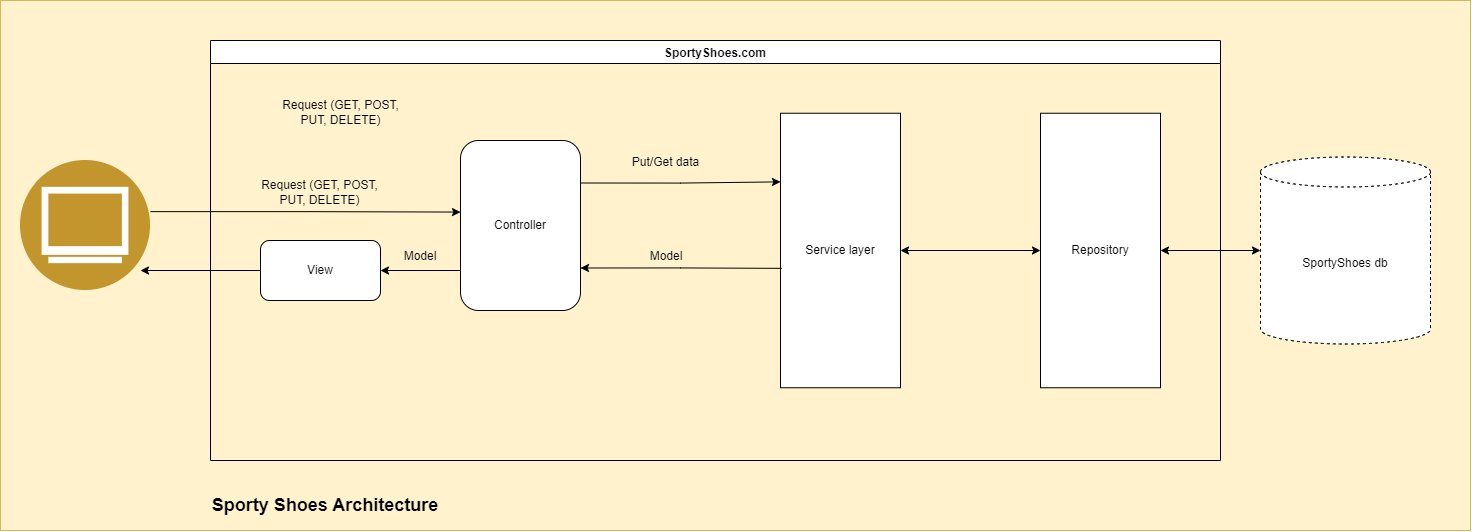 SportyShoes.com
Request (GET, POST,
PUT, DELETE)
Put/Get data
Request (GET, POST,
PUT, DELETE)
Controller
Service layer
Repository
Model
Model
SportyShoes db
View
Sporty Shoes Architecture